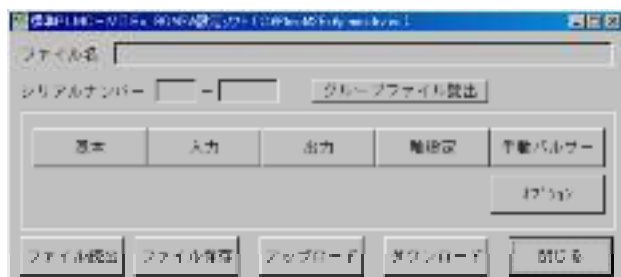 ファイル名
シリアルナンバー - グループファイル読出
基本 入力 出力 軸設定 手動パルサー
オプション
ファイル読出 ファイル保存 アップロード ダウンロード 閉じる